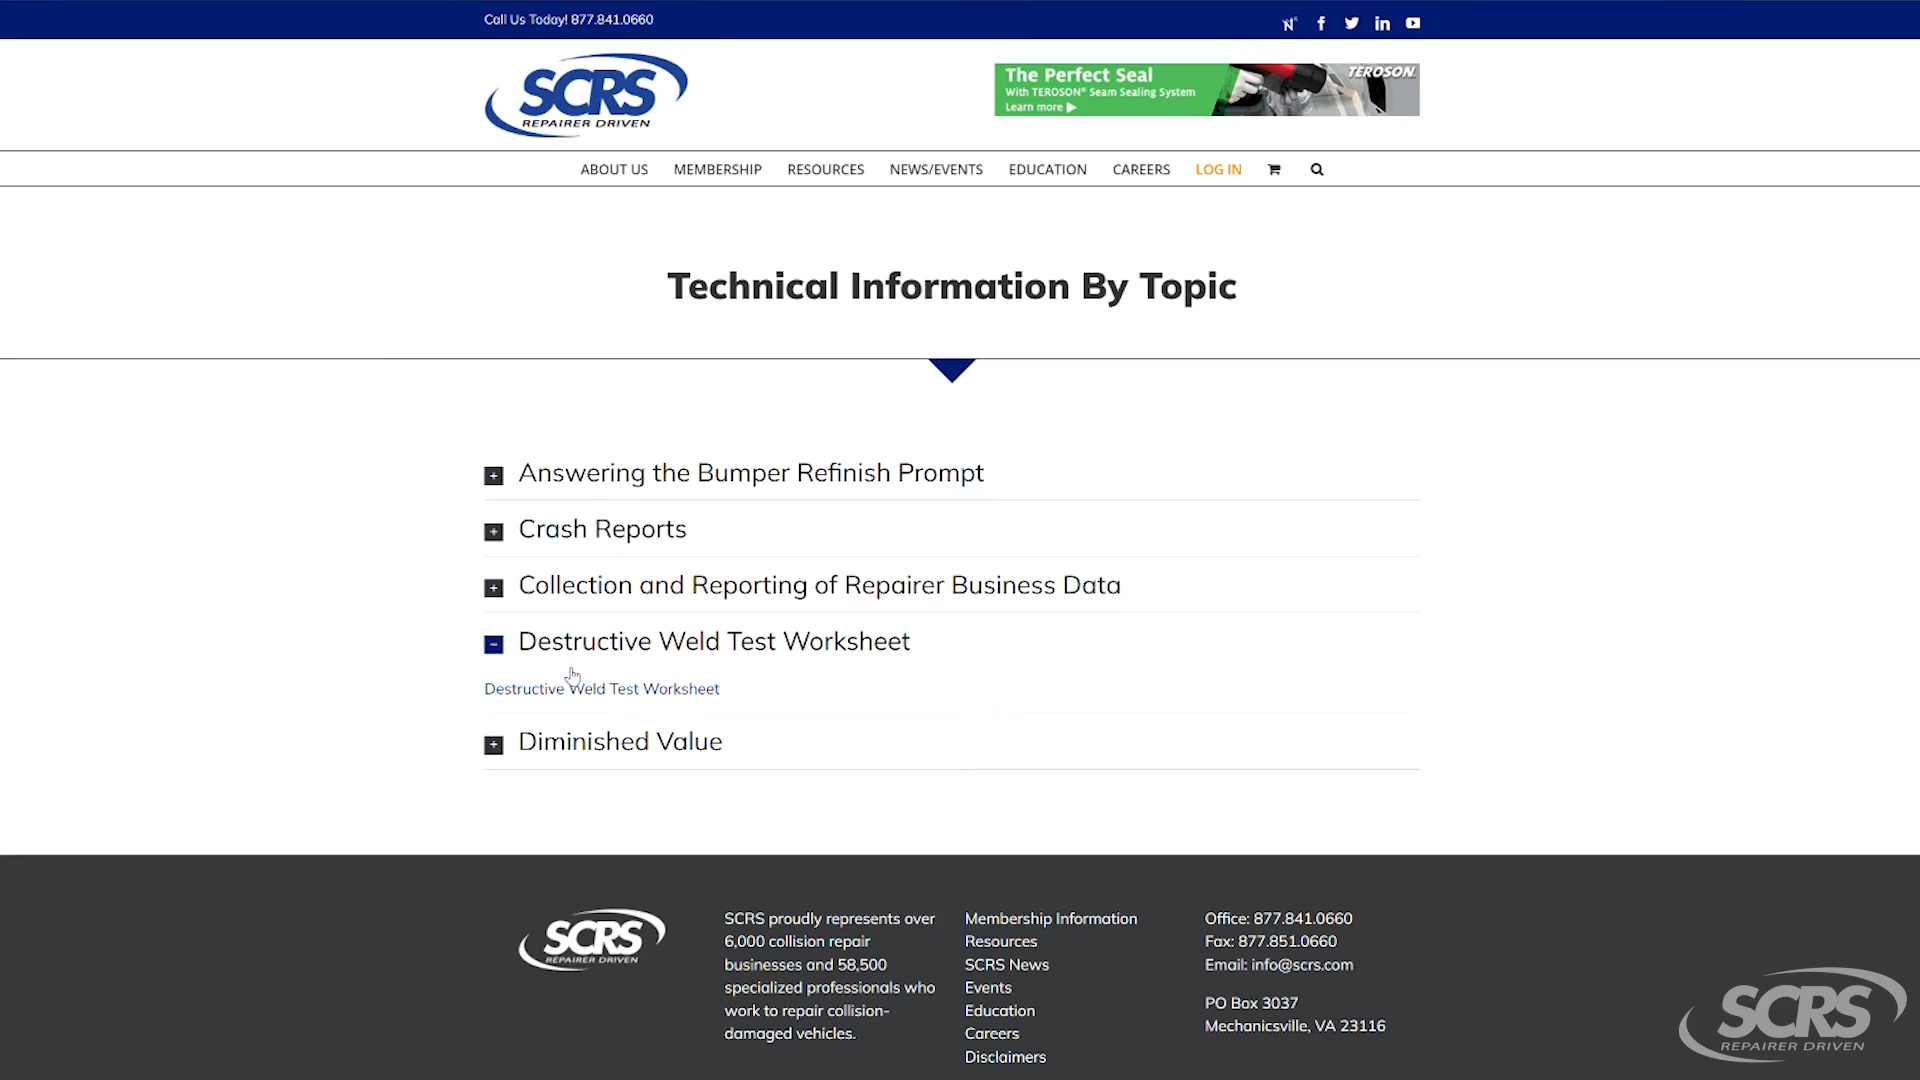 Call Us Today! 877.841.0660
SCRS
REPAIRER DRIVEN
The Perfect Seal
With TEROSON® Seam Sealing System
Learn more ▶
TEROSON
ABOUT US MEMBERSHIP RESOURCES NEWS/EVENTS EDUCATION CAREERS LOG IN
Technical Information By Topic
Answering the Bumper Refinish Prompt
Crash Reports
Collection and Reporting of Repairer Business Data
Destructive Weld Test Worksheet
Destructive Weld Test Worksheet
Diminished Value
SCRS
REPAIRER DRIVEN
SCRS proudly represents over
6,000 collision repair
businesses and 58,500
specialized professionals who
work to repair collision-
damaged vehicles.
Membership Information
Resources
SCRS News
Events
Education
Careers
Disclaimers
Office: 877.841.0660
Fax: 877.851.0660
Email: info@scrs.com
PO Box 3037
Mechanicsville, VA 23116
SCRS
REPAIRER DRIVEN